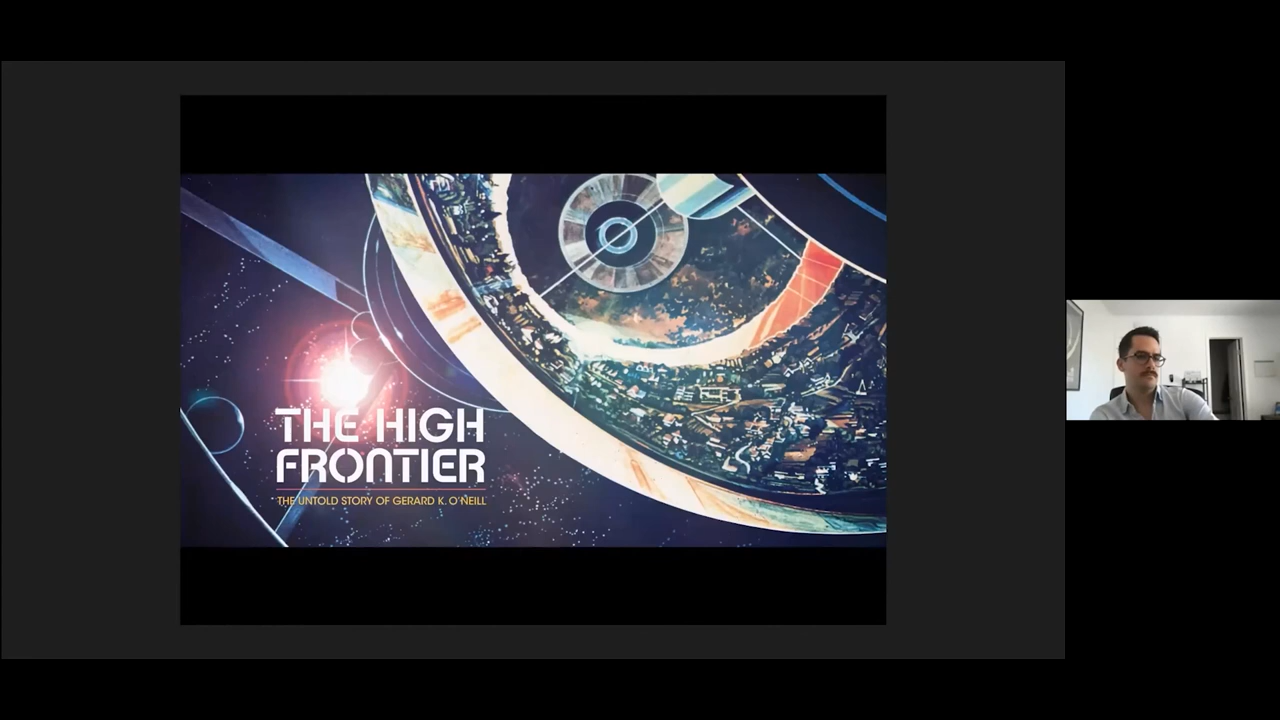 THE HIGH
FRONTIER
THE UNTOLD STORY OF GERARD K. O'NEILL